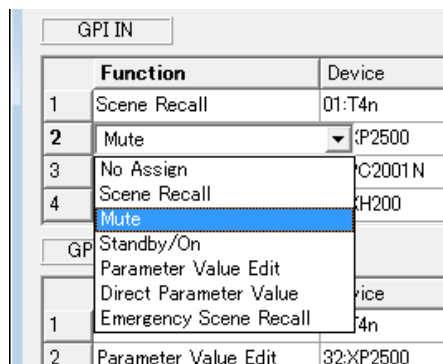 GPI IN
Function Device
1 Scene Recall 01:T4n
2 Mute XP2500
3 PC2001N
4 XH200
No Assign
Scene Recall
Mute
Standby/On
Parameter Value Edit
Direct Parameter Value
Emergency Scene Recall
GP
vice
1 T4n
2 Parameter Value Edit 32:XP2500